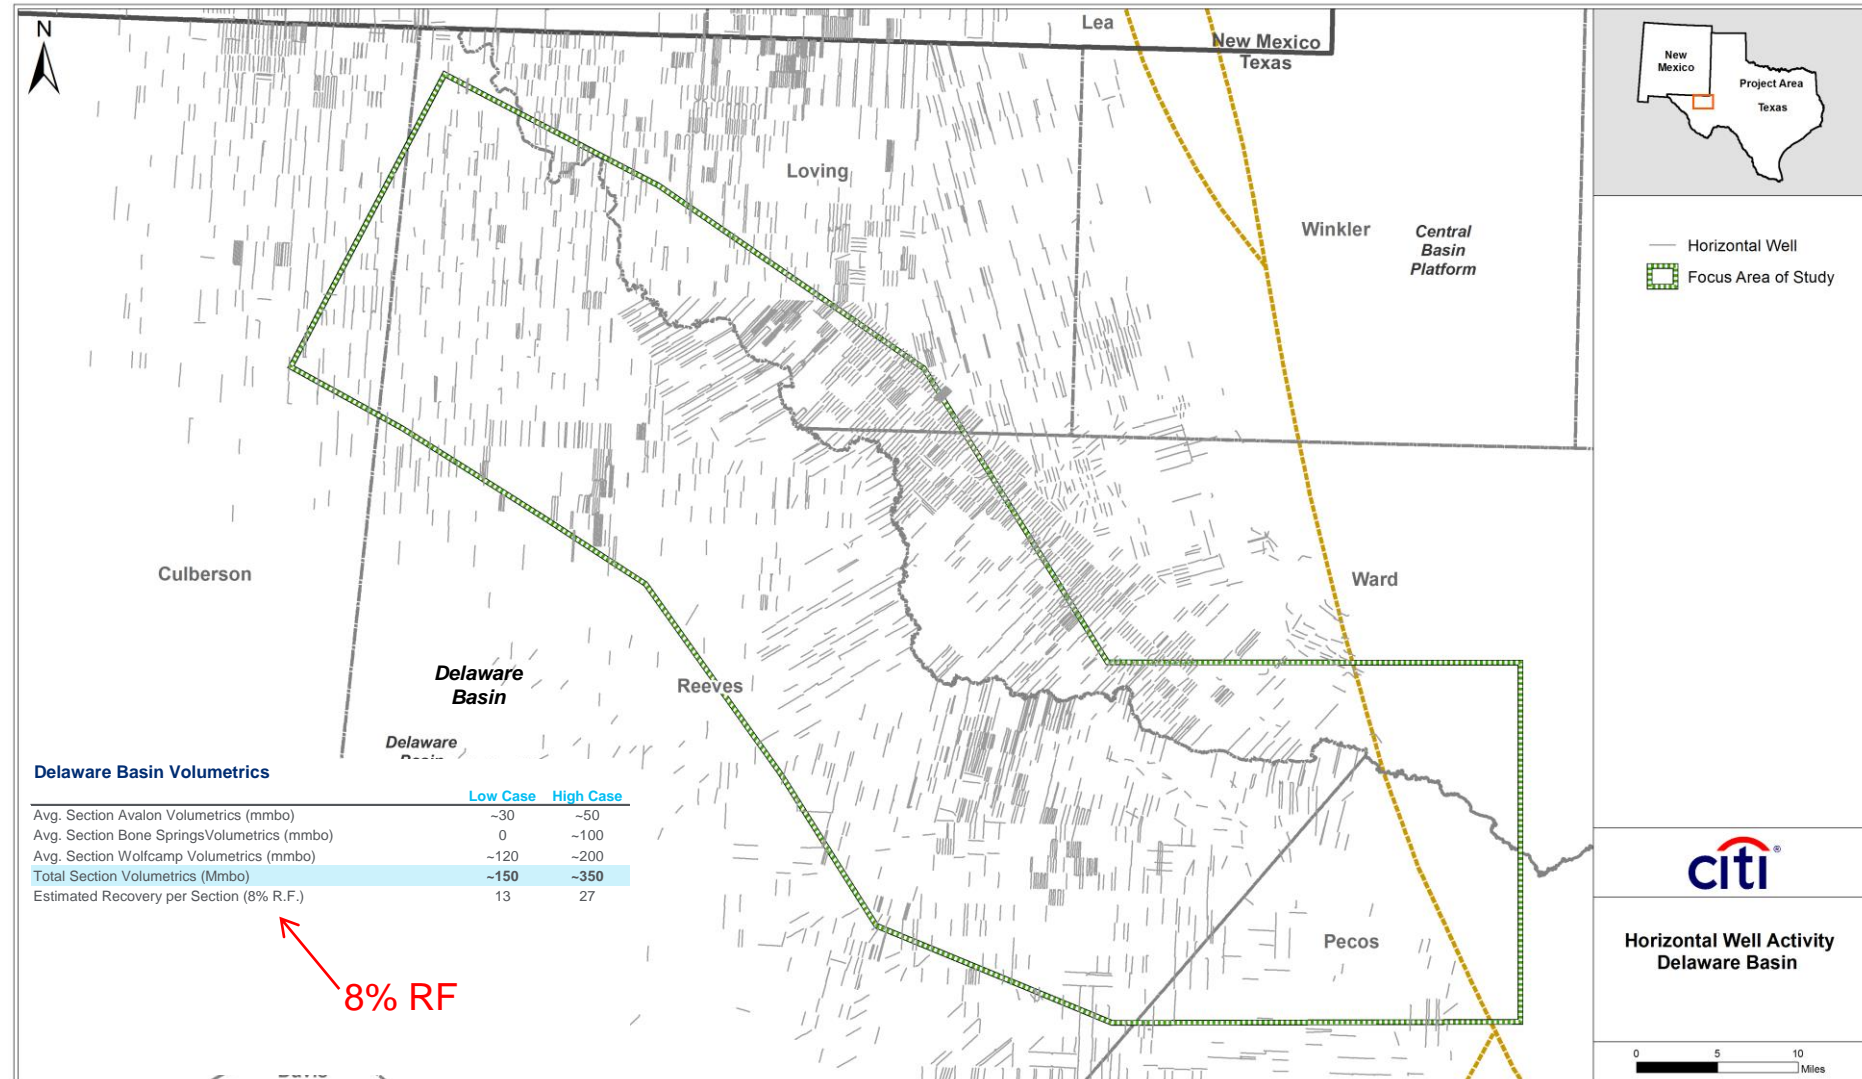 N
Lea
New Mexico
Texas
Loving
Winkler
Central
Basin
Platform
Culberson
Ward
Delaware
Basin
Reeves
Delaware
Basin
Pecos
Delaware Basin Volumetrics
Low Case High Case
Avg. Section Avalon Volumetrics (mmbo) ~30 ~50
Avg. Section Bone SpringsVolumetrics (mmbo) 0 ~100
Avg. Section Wolfcamp Volumetrics (mmbo) ~120 ~200
Total Section Volumetrics (Mmbo) ~150 ~350
Estimated Recovery per Section (8% R.F.) 13 27
8% RF
New
Mexico
Project Area
Texas
Horizontal Well
Focus Area of Study
citi®
Horizontal Well Activity
Delaware Basin
0 5 10
Miles